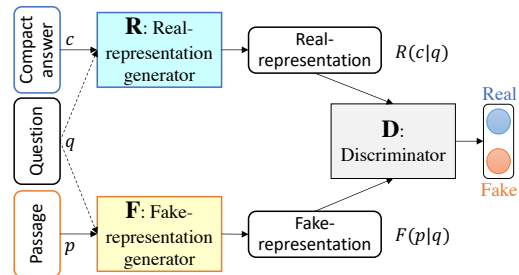 Compact
answer
c
R: Real-
representation
generator
Real-
representation
R(c|q)
Question
q
D:
Discriminator
Real
Fake
Passage
p
F: Fake-
representation
generator
Fake-
representation
F(p|q)